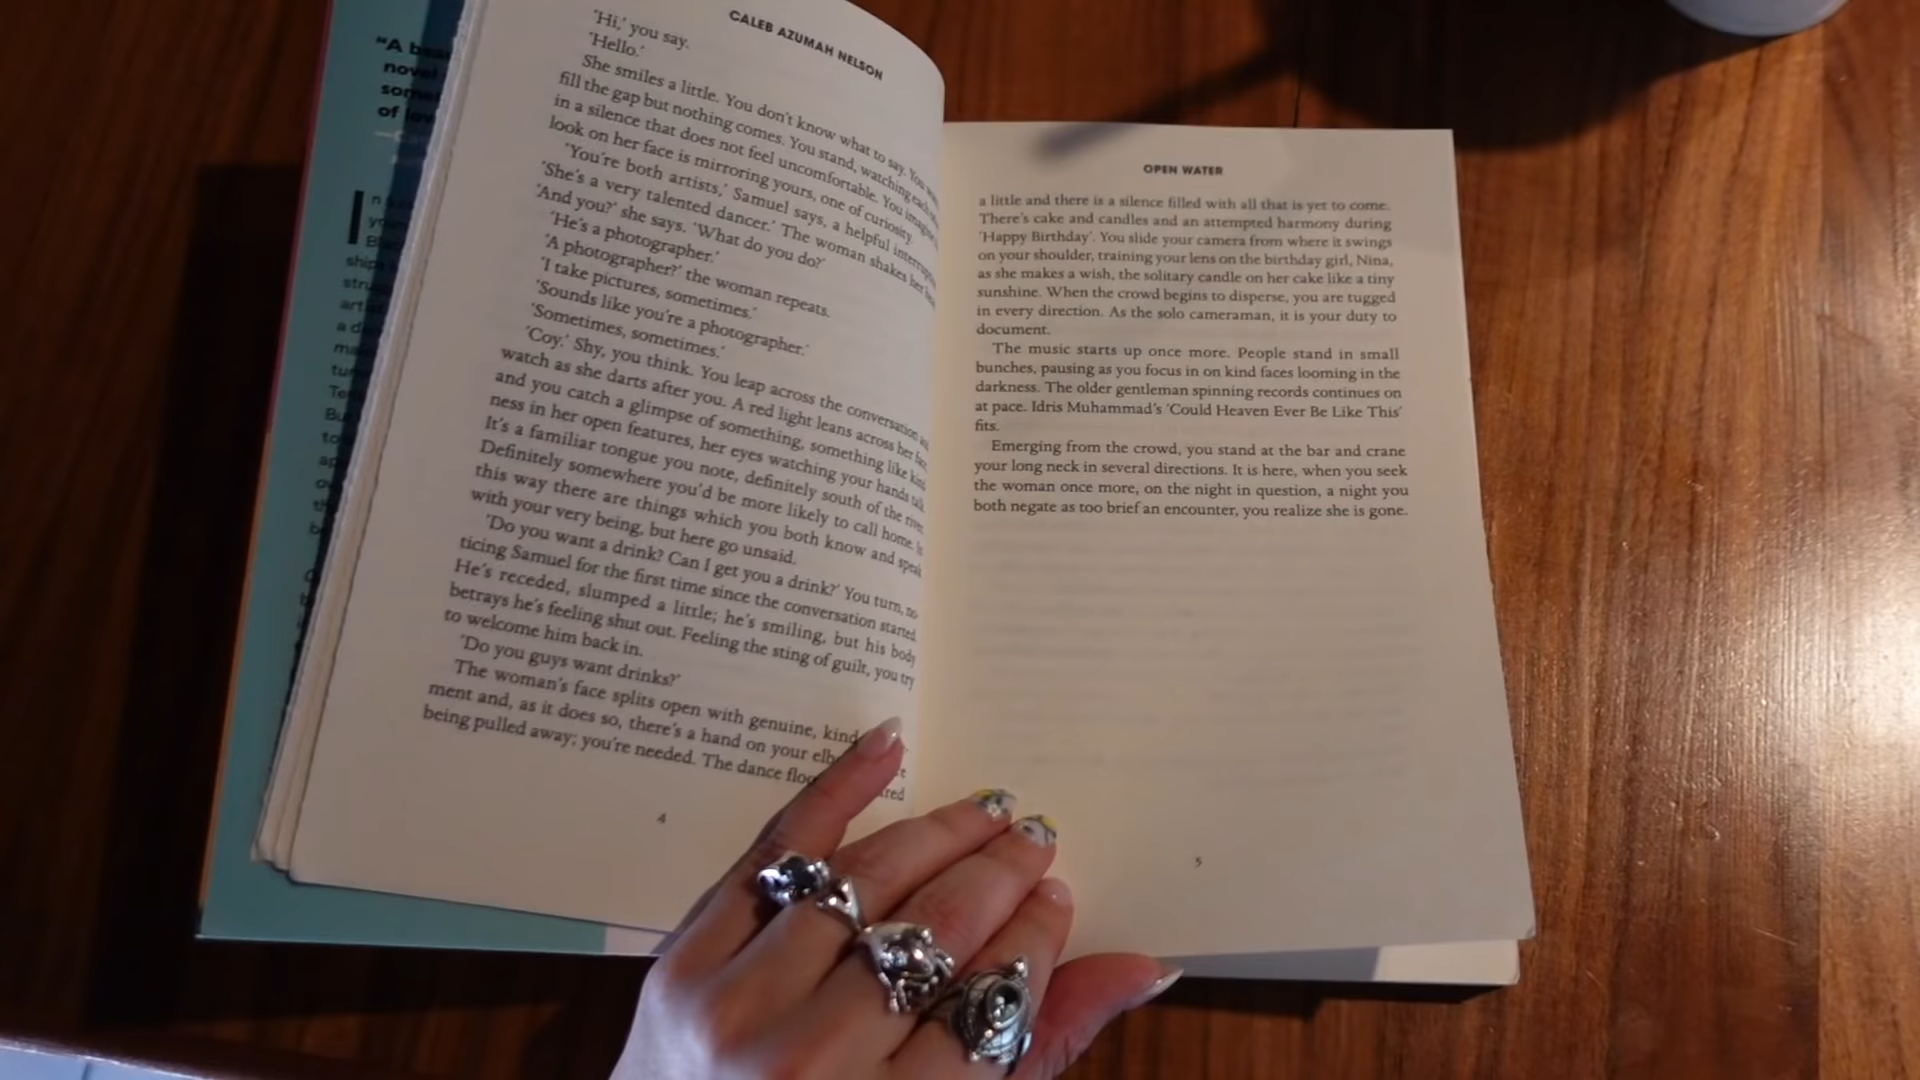 "A
novel
of
CALEB AZUMAH NELSON
'Hi,' you say.
'Hello.'
She smiles a little. You don't know what to say. You
fill the gap but nothing comes. You stand, watching each
in a silence that does not feel uncomfortable. You imagine
look on her face is mirroring yours, one of curiosity.
'You're both artists,' Samuel says, a helpful
'She's a very talented dancer.' The woman shakes her
'And you?' she says. 'What do you do?'
'He's a photographer.'
'A photographer?' the woman repeats.
'I take pictures, sometimes.'
'Sounds like you're a photographer.'
'Sometimes, sometimes.'
'Coy.' Shy, you think. You leap across the conversation
watch as she darts after you. A red light leans across her
and you catch a glimpse of something, something like kind
ness in her open features, her eyes watching your hands
It's a familiar tongue you note, definitely south of the
Definitely somewhere you'd be more likely to call home.
this way there are things which you both know and speak
with your very being, but here go unsaid.
'Do you want a drink? Can I get you a drink?' You turn, no-
ticing Samuel for the first time since the conversation started.
He's receded, slumped a little; he's smiling, but his body
betrays he's feeling shut out. Feeling the sting of guilt, you try
to welcome him back in.
'Do you guys want drinks?'
The woman's face splits open with genuine, kind
ment and, as it does so, there's a hand on your
being pulled away; you're needed. The dance
4
OPEN WATER
a little and there is a silence filled with all that is yet to come.
There's cake and candles and an attempted harmony during
'Happy Birthday'. You slide your camera from where it swings
on your shoulder, training your lens on the birthday girl, Nina,
as she makes a wish, the solitary candle on her cake like a tiny
sunshine. When the crowd begins to disperse, you are tugged
in every direction. As the solo cameraman, it is your duty to
document.
The music starts up once more. People stand in small
bunches, pausing as you focus in on kind faces looming in the
darkness. The older gentleman spinning records continues on
at pace. Idris Muhammad's 'Could Heaven Ever Be Like This'
fits.
Emerging from the crowd, you stand at the bar and crane
your long neck in several directions. It is here, when you seek
the woman once more, on the night in question, a night you
both negate as too brief an encounter, you realize she is gone.
5